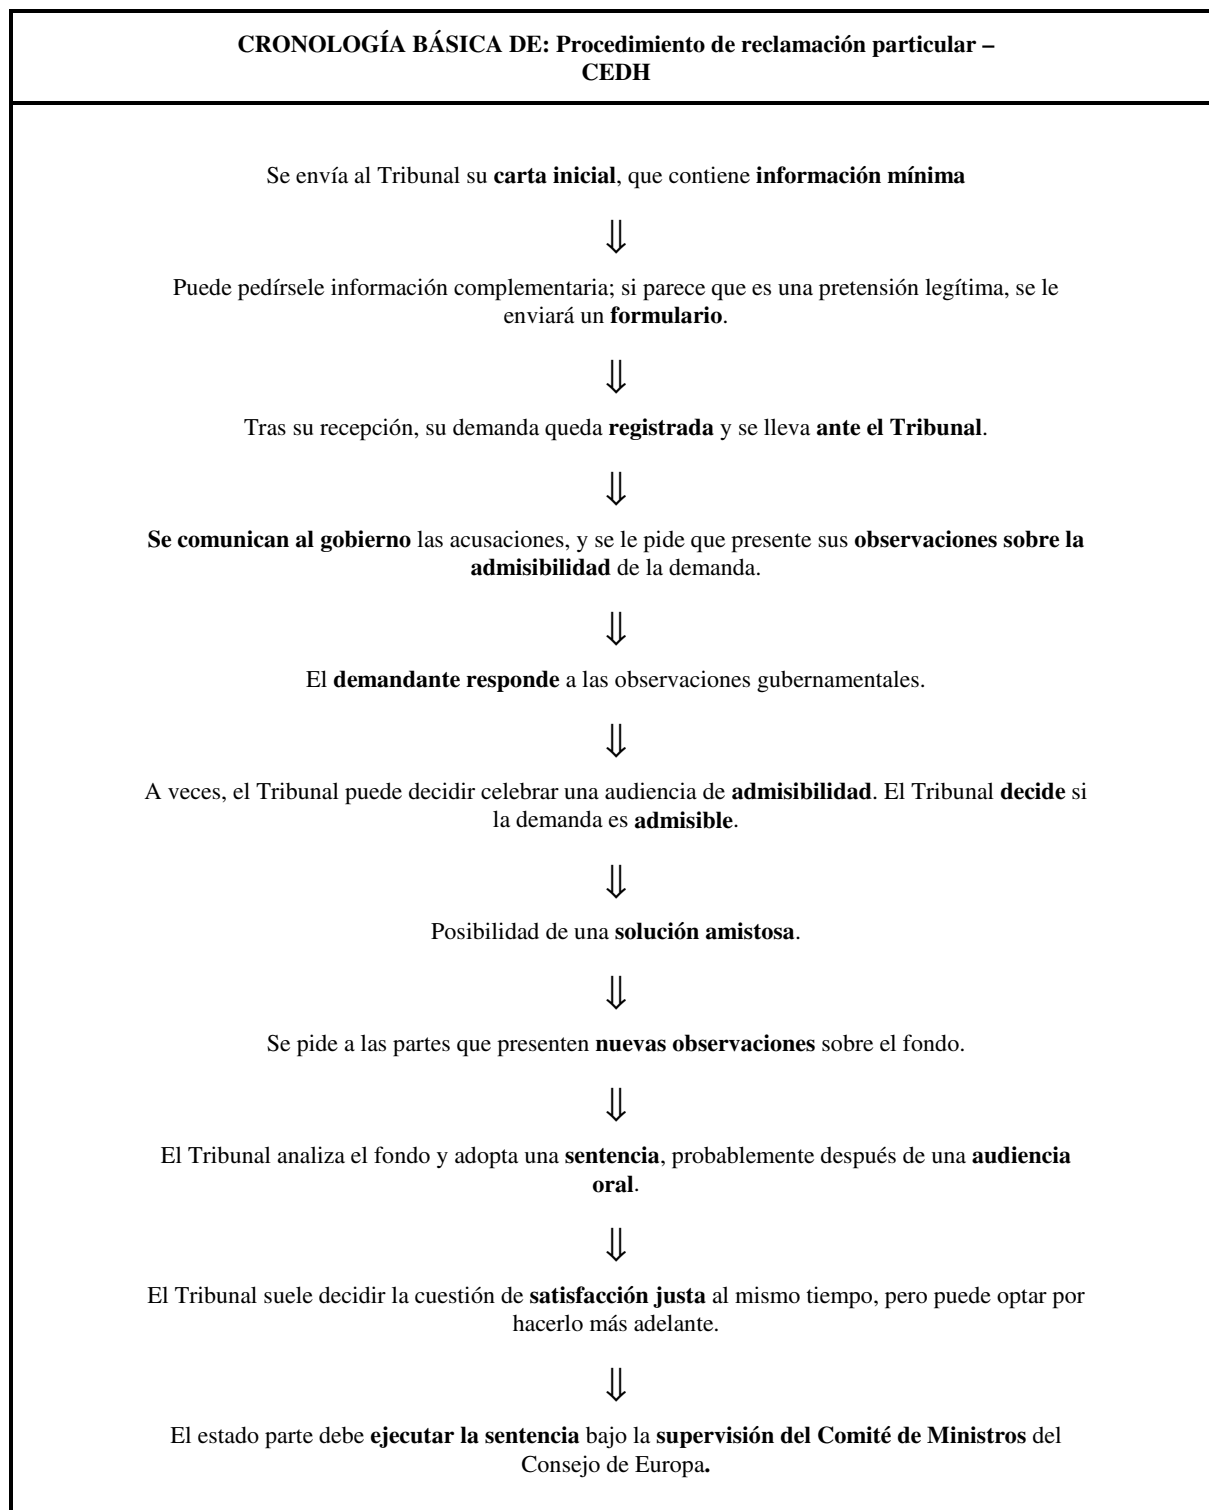 CRONOLOGÍA BÁSICA DE: Procedimiento de reclamación particular –
CEDH
Se envía al Tribunal su carta inicial, que contiene información mínima
⇓
Puede pedírsele información complementaria; si parece que es una pretensión legítima, se le
enviará un formulario.
⇓
Tras su recepción, su demanda queda registrada y se lleva ante el Tribunal.
⇓
Se comunican al gobierno las acusaciones, y se le pide que presente sus observaciones sobre la
admisibilidad de la demanda.
⇓
El demandante responde a las observaciones gubernamentales.
⇓
A veces, el Tribunal puede decidir celebrar una audiencia de admisibilidad. El Tribunal decide si
la demanda es admisible.
⇓
Posibilidad de una solución amistosa.
⇓
Se pide a las partes que presenten nuevas observaciones sobre el fondo.
⇓
El Tribunal analiza el fondo y adopta una sentencia, probablemente después de una audiencia
oral.
⇓
El Tribunal suele decidir la cuestión de satisfacción justa al mismo tiempo, pero puede optar por
hacerlo más adelante.
⇓
El estado parte debe ejecutar la sentencia bajo la supervisión del Comité de Ministros del
Consejo de Europa.